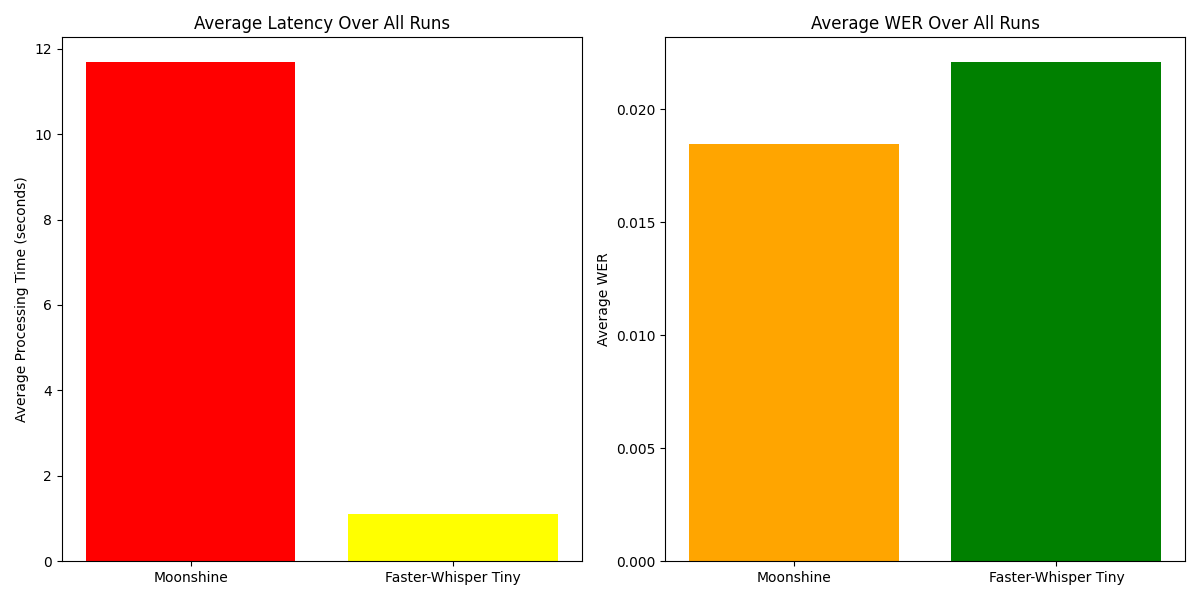 Average Latency Over All Runs
Average Processing Time (seconds)
12
10
8
6
4
2
0
Moonshine
Faster-Whisper Tiny
Average WER Over All Runs
Average WER
0.020
0.015
0.010
0.005
0.000
Moonshine
Faster-Whisper Tiny